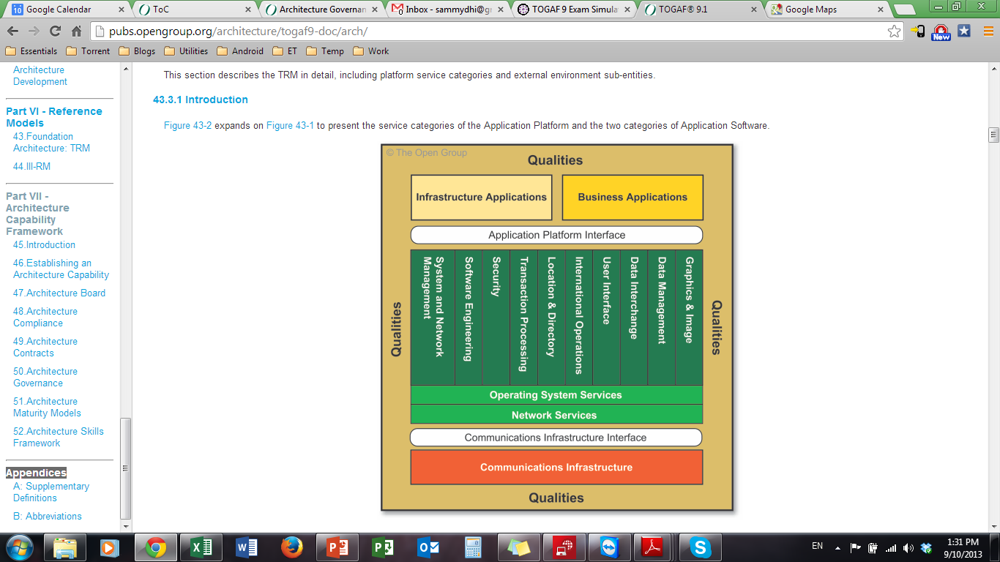 Google Calendar
ToC
Architecture Governan
Inbox - sammydhi@g
TOGAF 9 Exam Simula
TOGAF® 9.1
Google Maps
pubs.opengroup.org/architecture/togaf9-doc/arch/
New
Essentials
Torrent
Blogs
Utilities
Android
ET
Temp
Work
Architecture
Development
Part VI - Reference
Models
43.Foundation
Architecture: TRM
44.III-RM
Part VII -
Architecture
Capability
Framework
45.Introduction
46.Establishing an
Architecture Capability
47.Architecture Board
48.Architecture
Compliance
49.Architecture
Contracts
50.Architecture
Governance
51.Architecture
Maturity Models
52.Architecture Skills
Framework
Appendices
A: Supplementary
Definitions
B: Abbreviations
This section describes the TRM in detail, including platform service categories and external environment sub-entities.
43.3.1 Introduction
Figure 43-2 expands on Figure 43-1 to present the service categories of the Application Platform and the two categories of Application Software.
© The Open Group
Qualities
Infrastructure Applications
Business Applications
Application Platform Interface
Qualities
System and Network
Management
Software Engineering
Security
Transaction Processing
Location & Directory
International Operations
User Interface
Data Interchange
Data Management
Graphics & Image
Qualities
Operating System Services
Network Services
Communications Infrastructure Interface
Communications Infrastructure
Qualities
EN
1:31 PM
9/10/2013